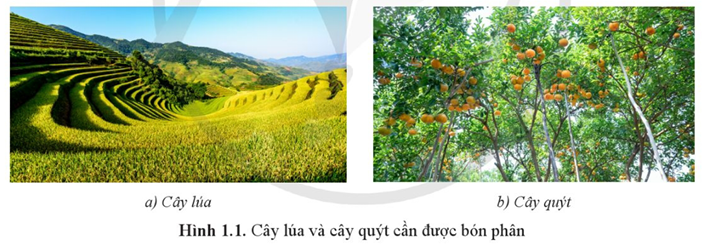 a) Cây lúa
b) Cây quýt
Hình 1.1. Cây lúa và cây quýt cần được bón phân